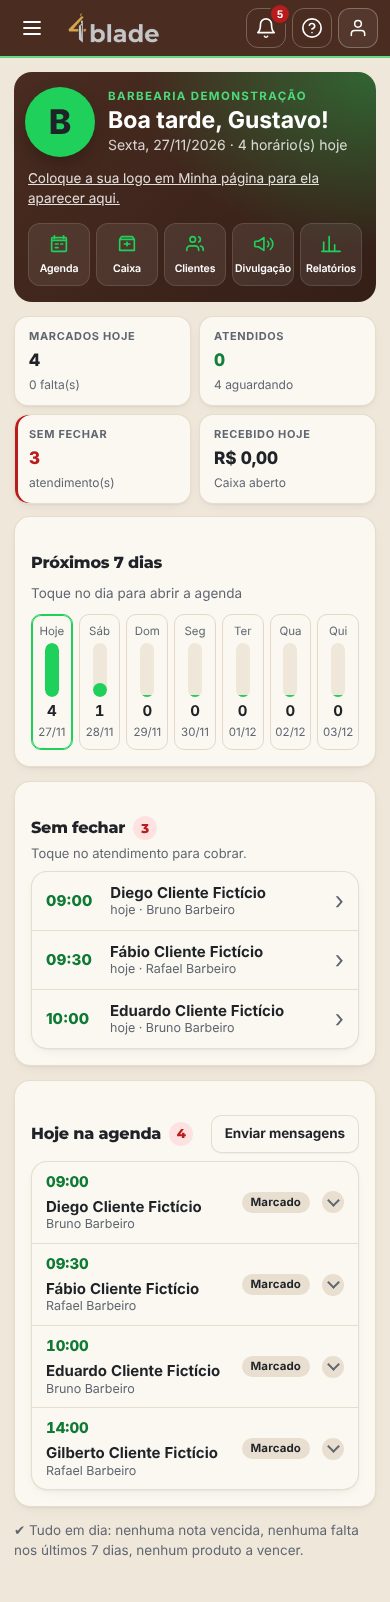 blade
5
B
BARBEARIA DEMONSTRAÇÃO
Boa tarde, Gustavo!
Sexta, 27/11/2026 · 4 horário(s) hoje
Coloque a sua logo em Minha página para ela
aparecer aqui.
Agenda Caixa Clientes Divulgação Relatórios
MARCADOS HOJE
4
0 falta(s)
ATENDIDOS
0
4 aguardando
SEM FECHAR
3
atendimento(s)
RECEBIDO HOJE
R$ 0,00
Caixa aberto
Próximos 7 dias
Toque no dia para abrir a agenda
Hoje Sáb Dom Seg Ter Qua Qui
4 1 0 0 0 0 0
27/11 28/11 29/11 30/11 01/12 02/12 03/12
Sem fechar 3
Toque no atendimento para cobrar.
09:00
Diego Cliente Fictício
hoje · Bruno Barbeiro
09:30
Fábio Cliente Fictício
hoje · Rafael Barbeiro
10:00
Eduardo Cliente Fictício
hoje · Bruno Barbeiro
Hoje na agenda 4
Enviar mensagens
09:00
Diego Cliente Fictício
Bruno Barbeiro
Marcado
09:30
Fábio Cliente Fictício
Rafael Barbeiro
Marcado
10:00
Eduardo Cliente Fictício
Bruno Barbeiro
Marcado
14:00
Gilberto Cliente Fictício
Rafael Barbeiro
Marcado
✔ Tudo em dia: nenhuma nota vencida, nenhuma falta
nos últimos 7 dias, nenhum produto a vencer.